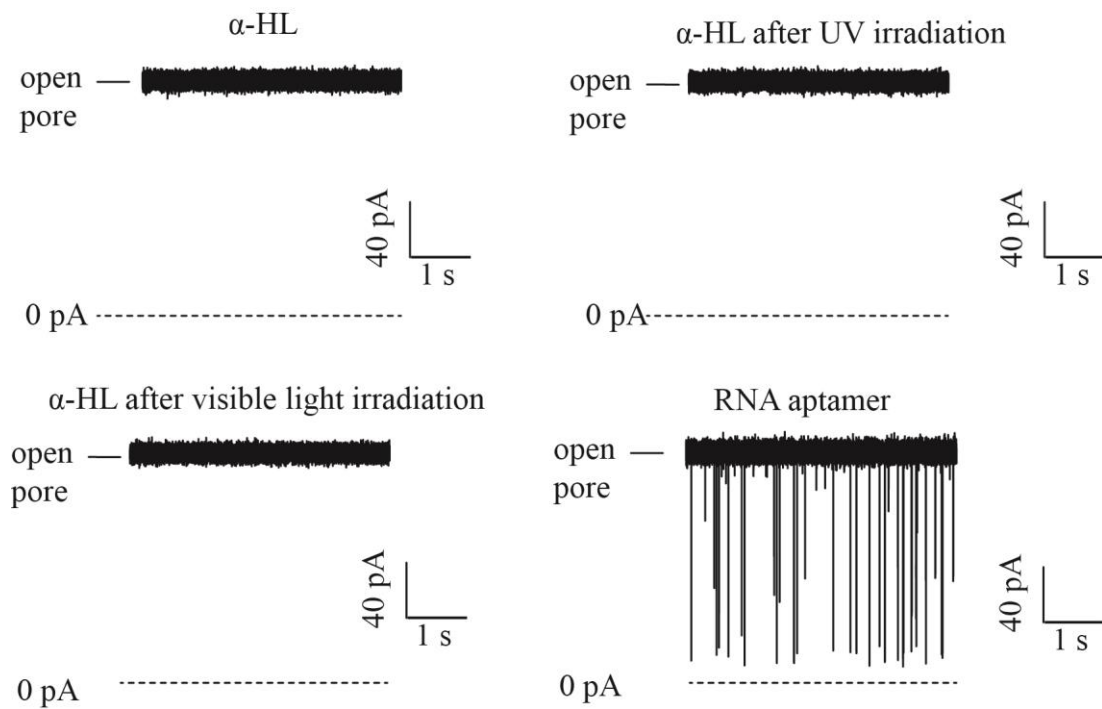 α-HL
open
pore
40 pA
1 s
0 pA
α-HL after UV irradiation
open
pore
40 pA
1 s
0 pA
α-HL after visible light irradiation
open
pore
40 pA
1 s
0 pA
RNA aptamer
open
pore
40 pA
1 s
0 pA